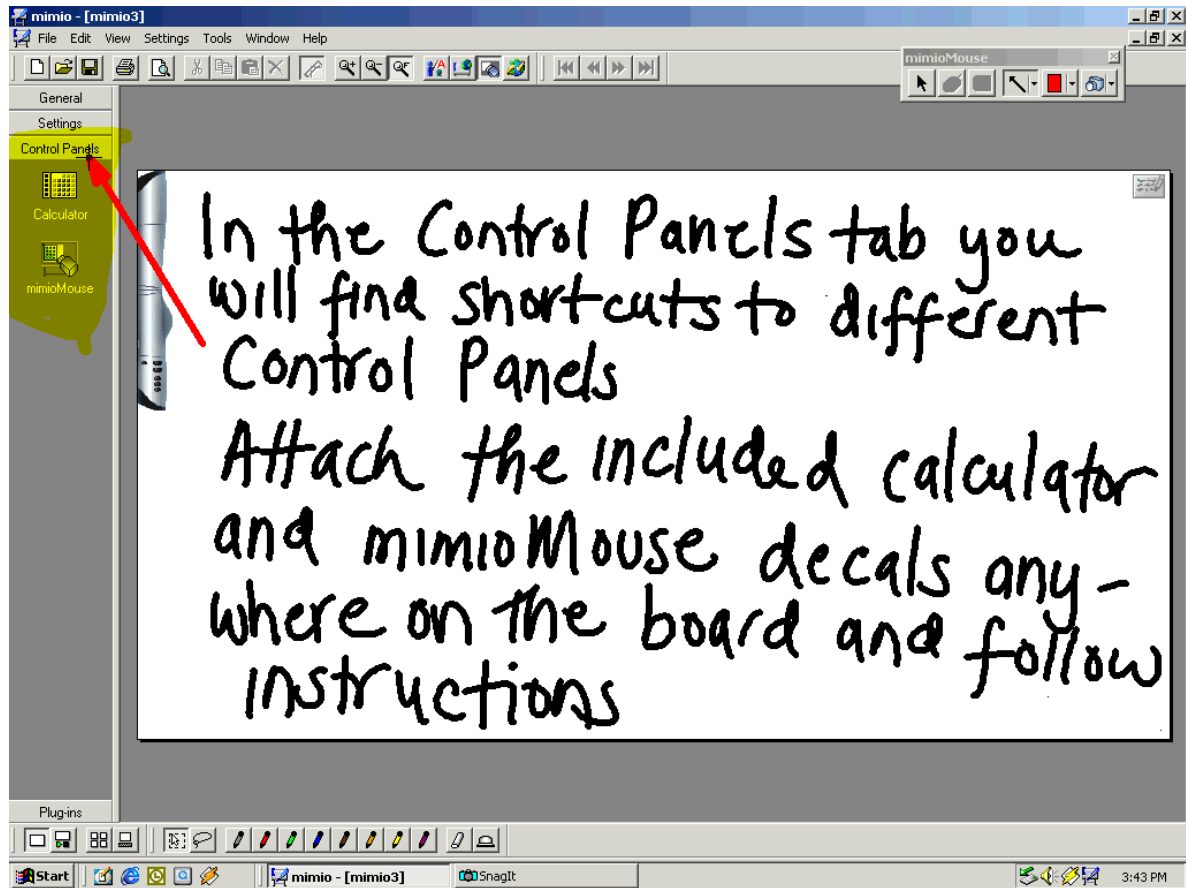 mimio - [mimio3]
File Edit View Settings Tools Window Help
mimioMouse
General
Settings
Control Panels
Calculator
mimioMouse
In the Control Panels tab you
will find shortcuts to different
Control Panels
Attach the included calculator
and mimioMouse decals any-
where on the board and follow
instructions
Plug-ins
Start mimio - [mimio3] SnagIt 3:43 PM